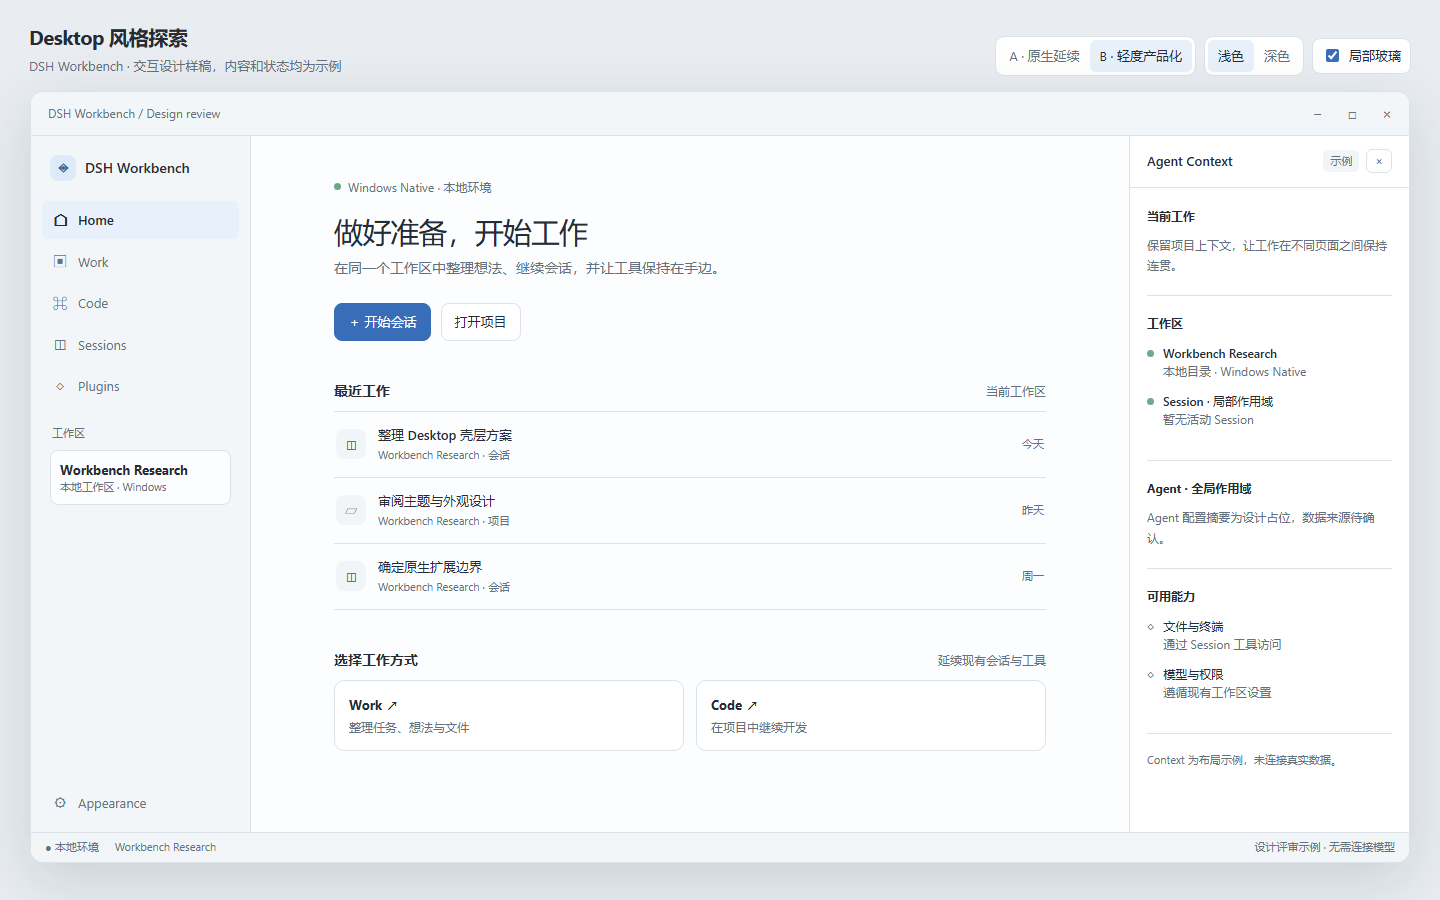 Desktop 风格探索
DSH Workbench · 交互设计样稿，内容和状态均为示例
A · 原生延续
B · 轻度产品化
浅色
深色
局部玻璃
DSH Workbench / Design review
DSH Workbench
Home
Work
Code
Sessions
Plugins
工作区
Workbench Research
本地工作区 · Windows
Appearance
Windows Native · 本地环境
做好准备，开始工作
在同一个工作区中整理想法、继续会话，并让工具保持在手边。
+ 开始会话
打开项目
最近工作
当前工作区
整理 Desktop 壳层方案
Workbench Research · 会话
今天
审阅主题与外观设计
Workbench Research · 项目
昨天
确定原生扩展边界
Workbench Research · 会话
周一
选择工作方式
延续现有会话与工具
Work ↗
整理任务、想法与文件
Code ↗
在项目中继续开发
Agent Context
示例
×
当前工作
保留项目上下文，让工作在不同页面之间保持
连贯。
工作区
Workbench Research
本地目录 · Windows Native
Session · 局部作用域
暂无活动 Session
Agent · 全局作用域
Agent 配置摘要为设计占位，数据来源待确
认。
可用能力
文件与终端
通过 Session 工具访问
模型与权限
遵循现有工作区设置
Context 为布局示例，未连接真实数据。
● 本地环境
Workbench Research
设计评审示例 · 无需连接模型